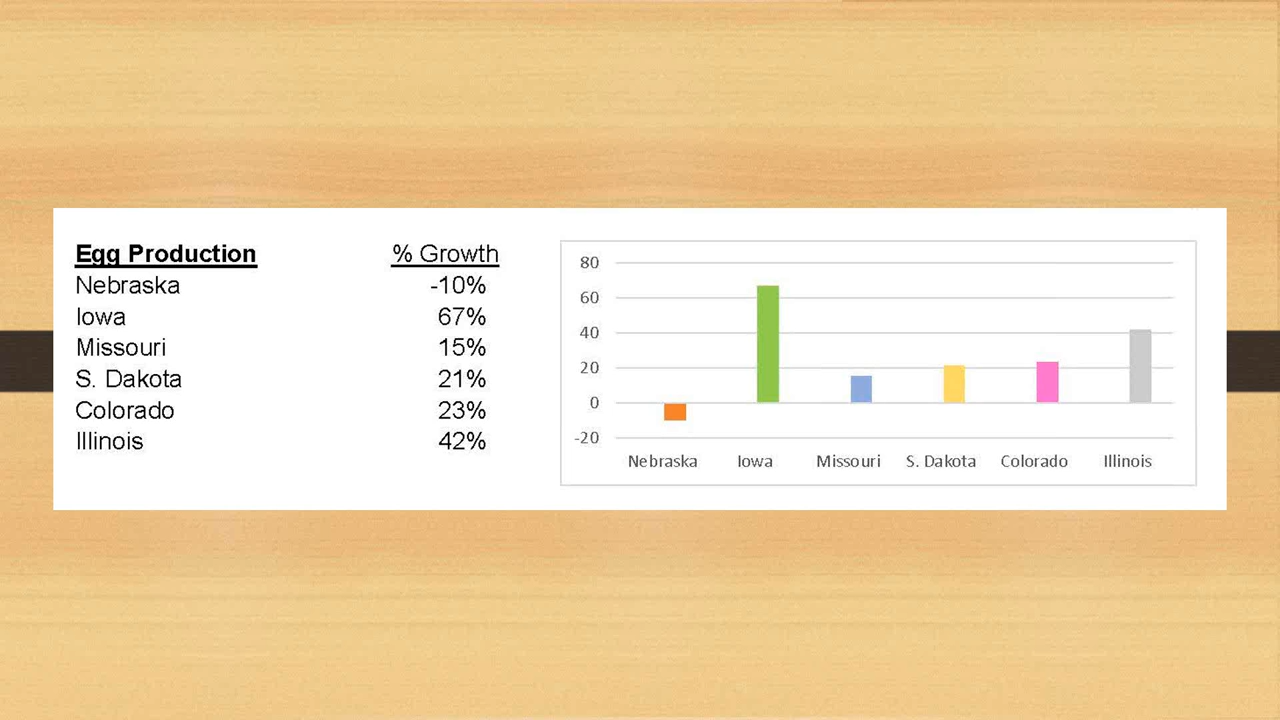 Egg Production % Growth
Nebraska -10%
Iowa 67%
Missouri 15%
S. Dakota 21%
Colorado 23%
Illinois 42%
80
60
40
20
0
-20
Nebraska Iowa Missouri S. Dakota Colorado Illinois